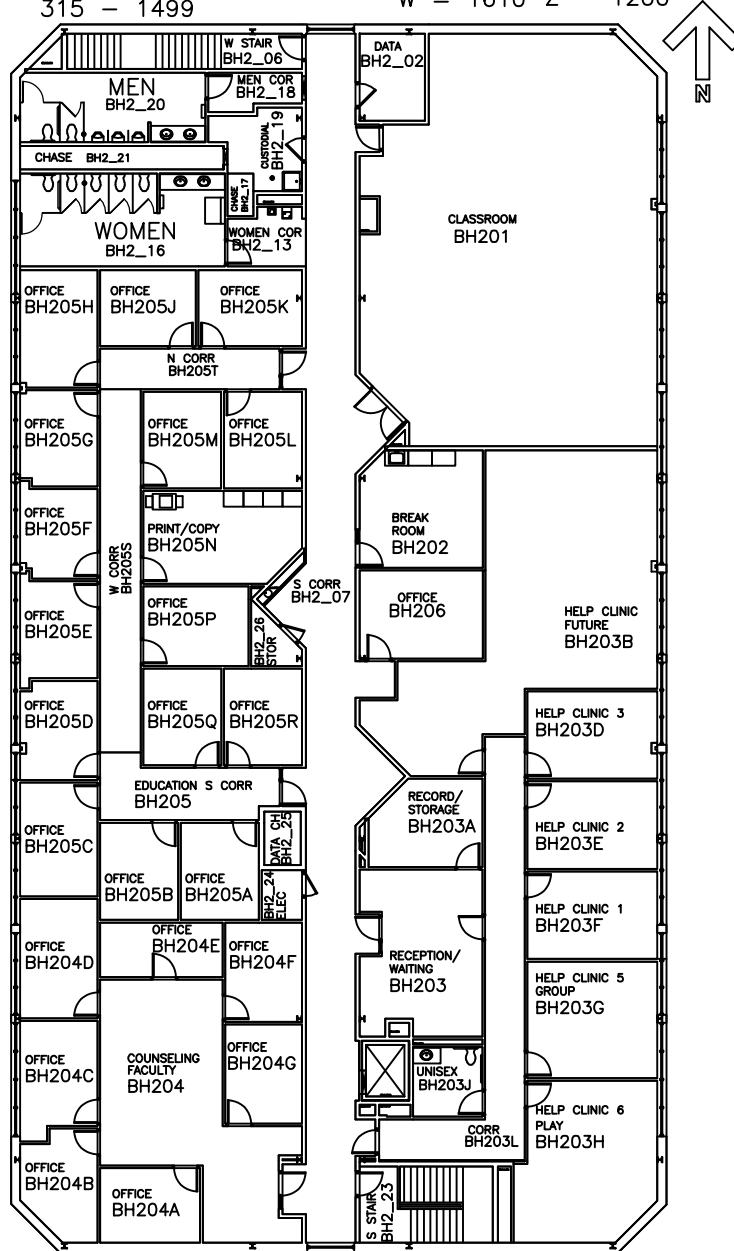 315 - 1499
W - 1610 Z - 1200
N
W STAIR
BH2_06
DATA
BH2_02
MEN
BH2_20
MEN COR
BH2_18
CUSTODIAL
BH2_19
CHASE BH2_21
CHASE
BH2_17
WOMEN
BH2_16
WOMEN COR
BH2_13
CLASSROOM
BH201
OFFICE
BH205H
OFFICE
BH205J
OFFICE
BH205K
N CORR
BH205T
OFFICE
BH205G
OFFICE
BH205M
OFFICE
BH205L
OFFICE
BH205F
W CORR
BH205S
PRINT/COPY
BH205N
BREAK
ROOM
BH202
S CORR
BH2_07
OFFICE
BH205E
OFFICE
BH205P
BH2_26
STOR
OFFICE
BH206
HELP CLINIC
FUTURE
BH203B
OFFICE
BH205D
OFFICE
BH205Q
OFFICE
BH205R
HELP CLINIC 3
BH203D
EDUCATION S CORR
BH205
RECORD/
STORAGE
BH203A
OFFICE
BH205C
DATA CH
BH2_25
HELP CLINIC 2
BH203E
OFFICE
BH205B
OFFICE
BH205A
BH2_24
ELEC
HELP CLINIC 1
BH203F
OFFICE
BH204D
OFFICE
BH204E
OFFICE
BH204F
RECEPTION/
WAITING
BH203
HELP CLINIC 5
GROUP
BH203G
OFFICE
BH204C
COUNSELING
FACULTY
BH204
OFFICE
BH204G
UNISEX
BH203J
HELP CLINIC 6
PLAY
BH203H
CORR
BH203L
OFFICE
BH204B
OFFICE
BH204A
S STAIR
BH2_23